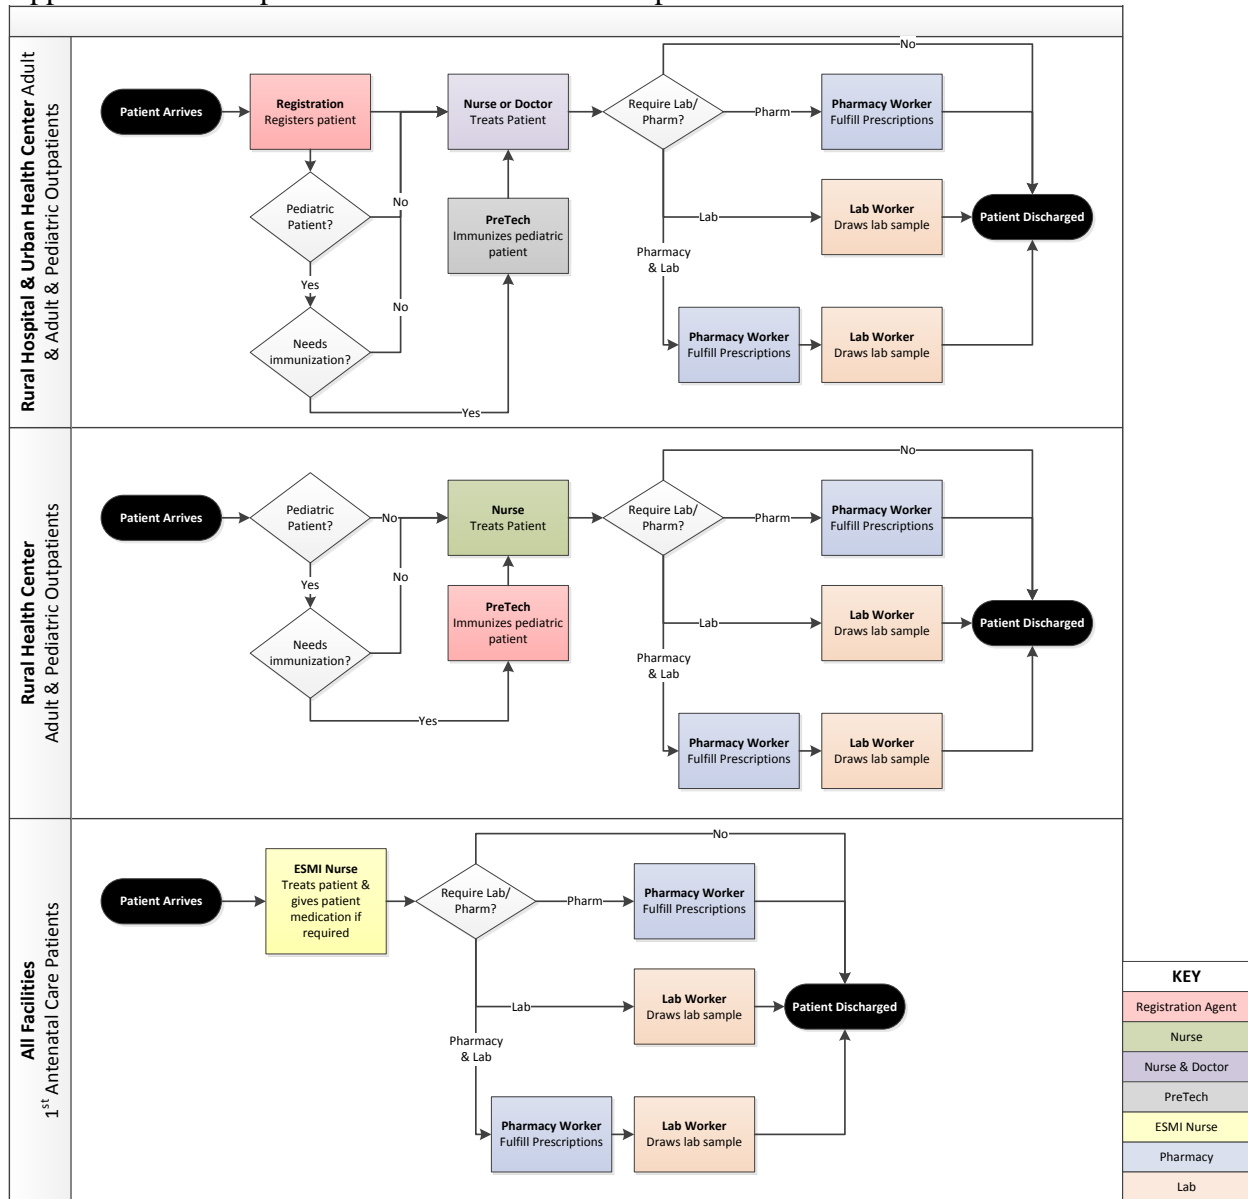 Rural Hospital & Urban Health Center Adult
& Adult & Pediatric Outpatients
Patient Arrives
Registration
Registers patient
Pediatric
Patient?
No
Yes
Needs
immunization?
No
Yes
Nurse or Doctor
Treats Patient
PreTech
Immunizes pediatric
patient
Require Lab/
Pharm?
No
Pharm
Pharmacy Worker
Fulfill Prescriptions
Lab
Lab Worker
Draws lab sample
Pharmacy
& Lab
Pharmacy Worker
Fulfill Prescriptions
Lab Worker
Draws lab sample
Patient Discharged
Rural Health Center
Adult & Pediatric Outpatients
Patient Arrives
Pediatric
Patient?
No
Yes
Needs
immunization?
No
Yes
Nurse
Treats Patient
PreTech
Immunizes pediatric
patient
Require Lab/
Pharm?
No
Pharm
Pharmacy Worker
Fulfill Prescriptions
Lab
Lab Worker
Draws lab sample
Pharmacy
& Lab
Pharmacy Worker
Fulfill Prescriptions
Lab Worker
Draws lab sample
Patient Discharged
All Facilities
1st Antenatal Care Patients
Patient Arrives
ESMI Nurse
Treats patient &
gives patient
medication if
required
Require Lab/
Pharm?
No
Pharm
Pharmacy Worker
Fulfill Prescriptions
Lab
Lab Worker
Draws lab sample
Pharmacy
& Lab
Pharmacy Worker
Fulfill Prescriptions
Lab Worker
Draws lab sample
Patient Discharged
KEY
Registration Agent
Nurse
Nurse & Doctor
PreTech
ESMI Nurse
Pharmacy
Lab